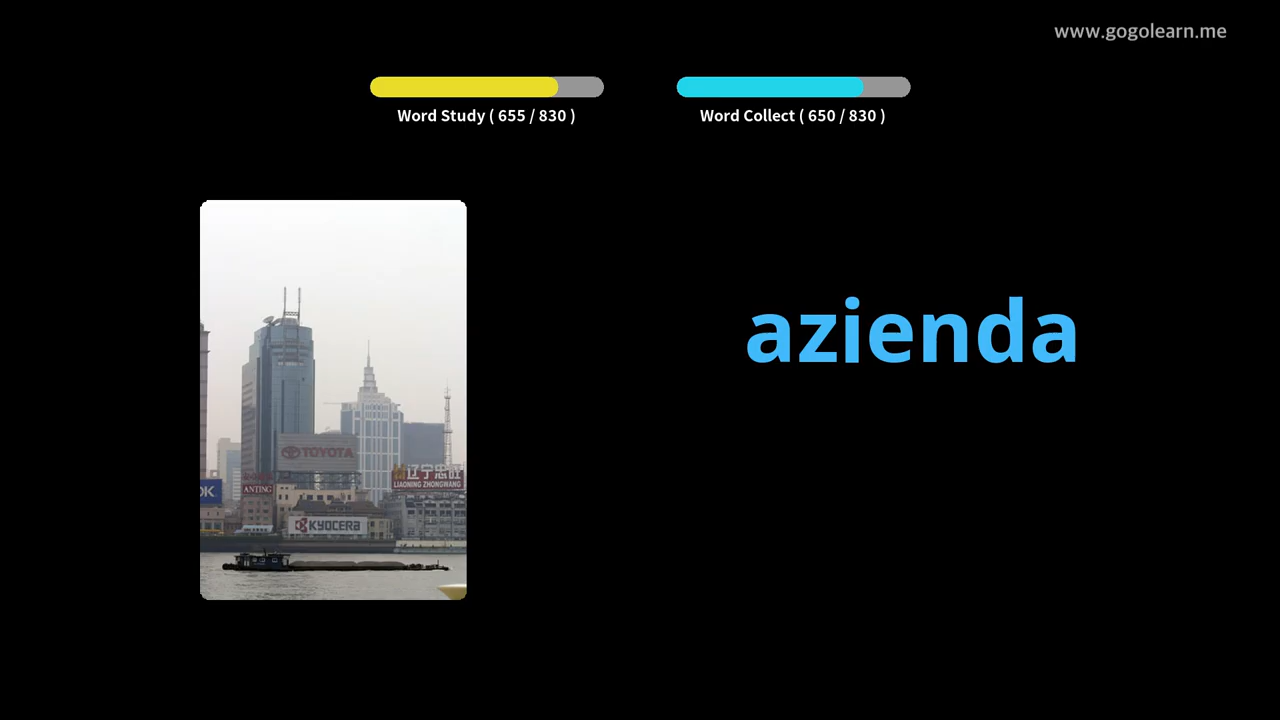 www.gogolearn.me
Word Study ( 655 / 830 )
Word Collect ( 650 / 830 )
azienda
TOYOTA
辽宁忠旺
LIAONING ZHONGWANG
OK
ANTING
KYOCERA